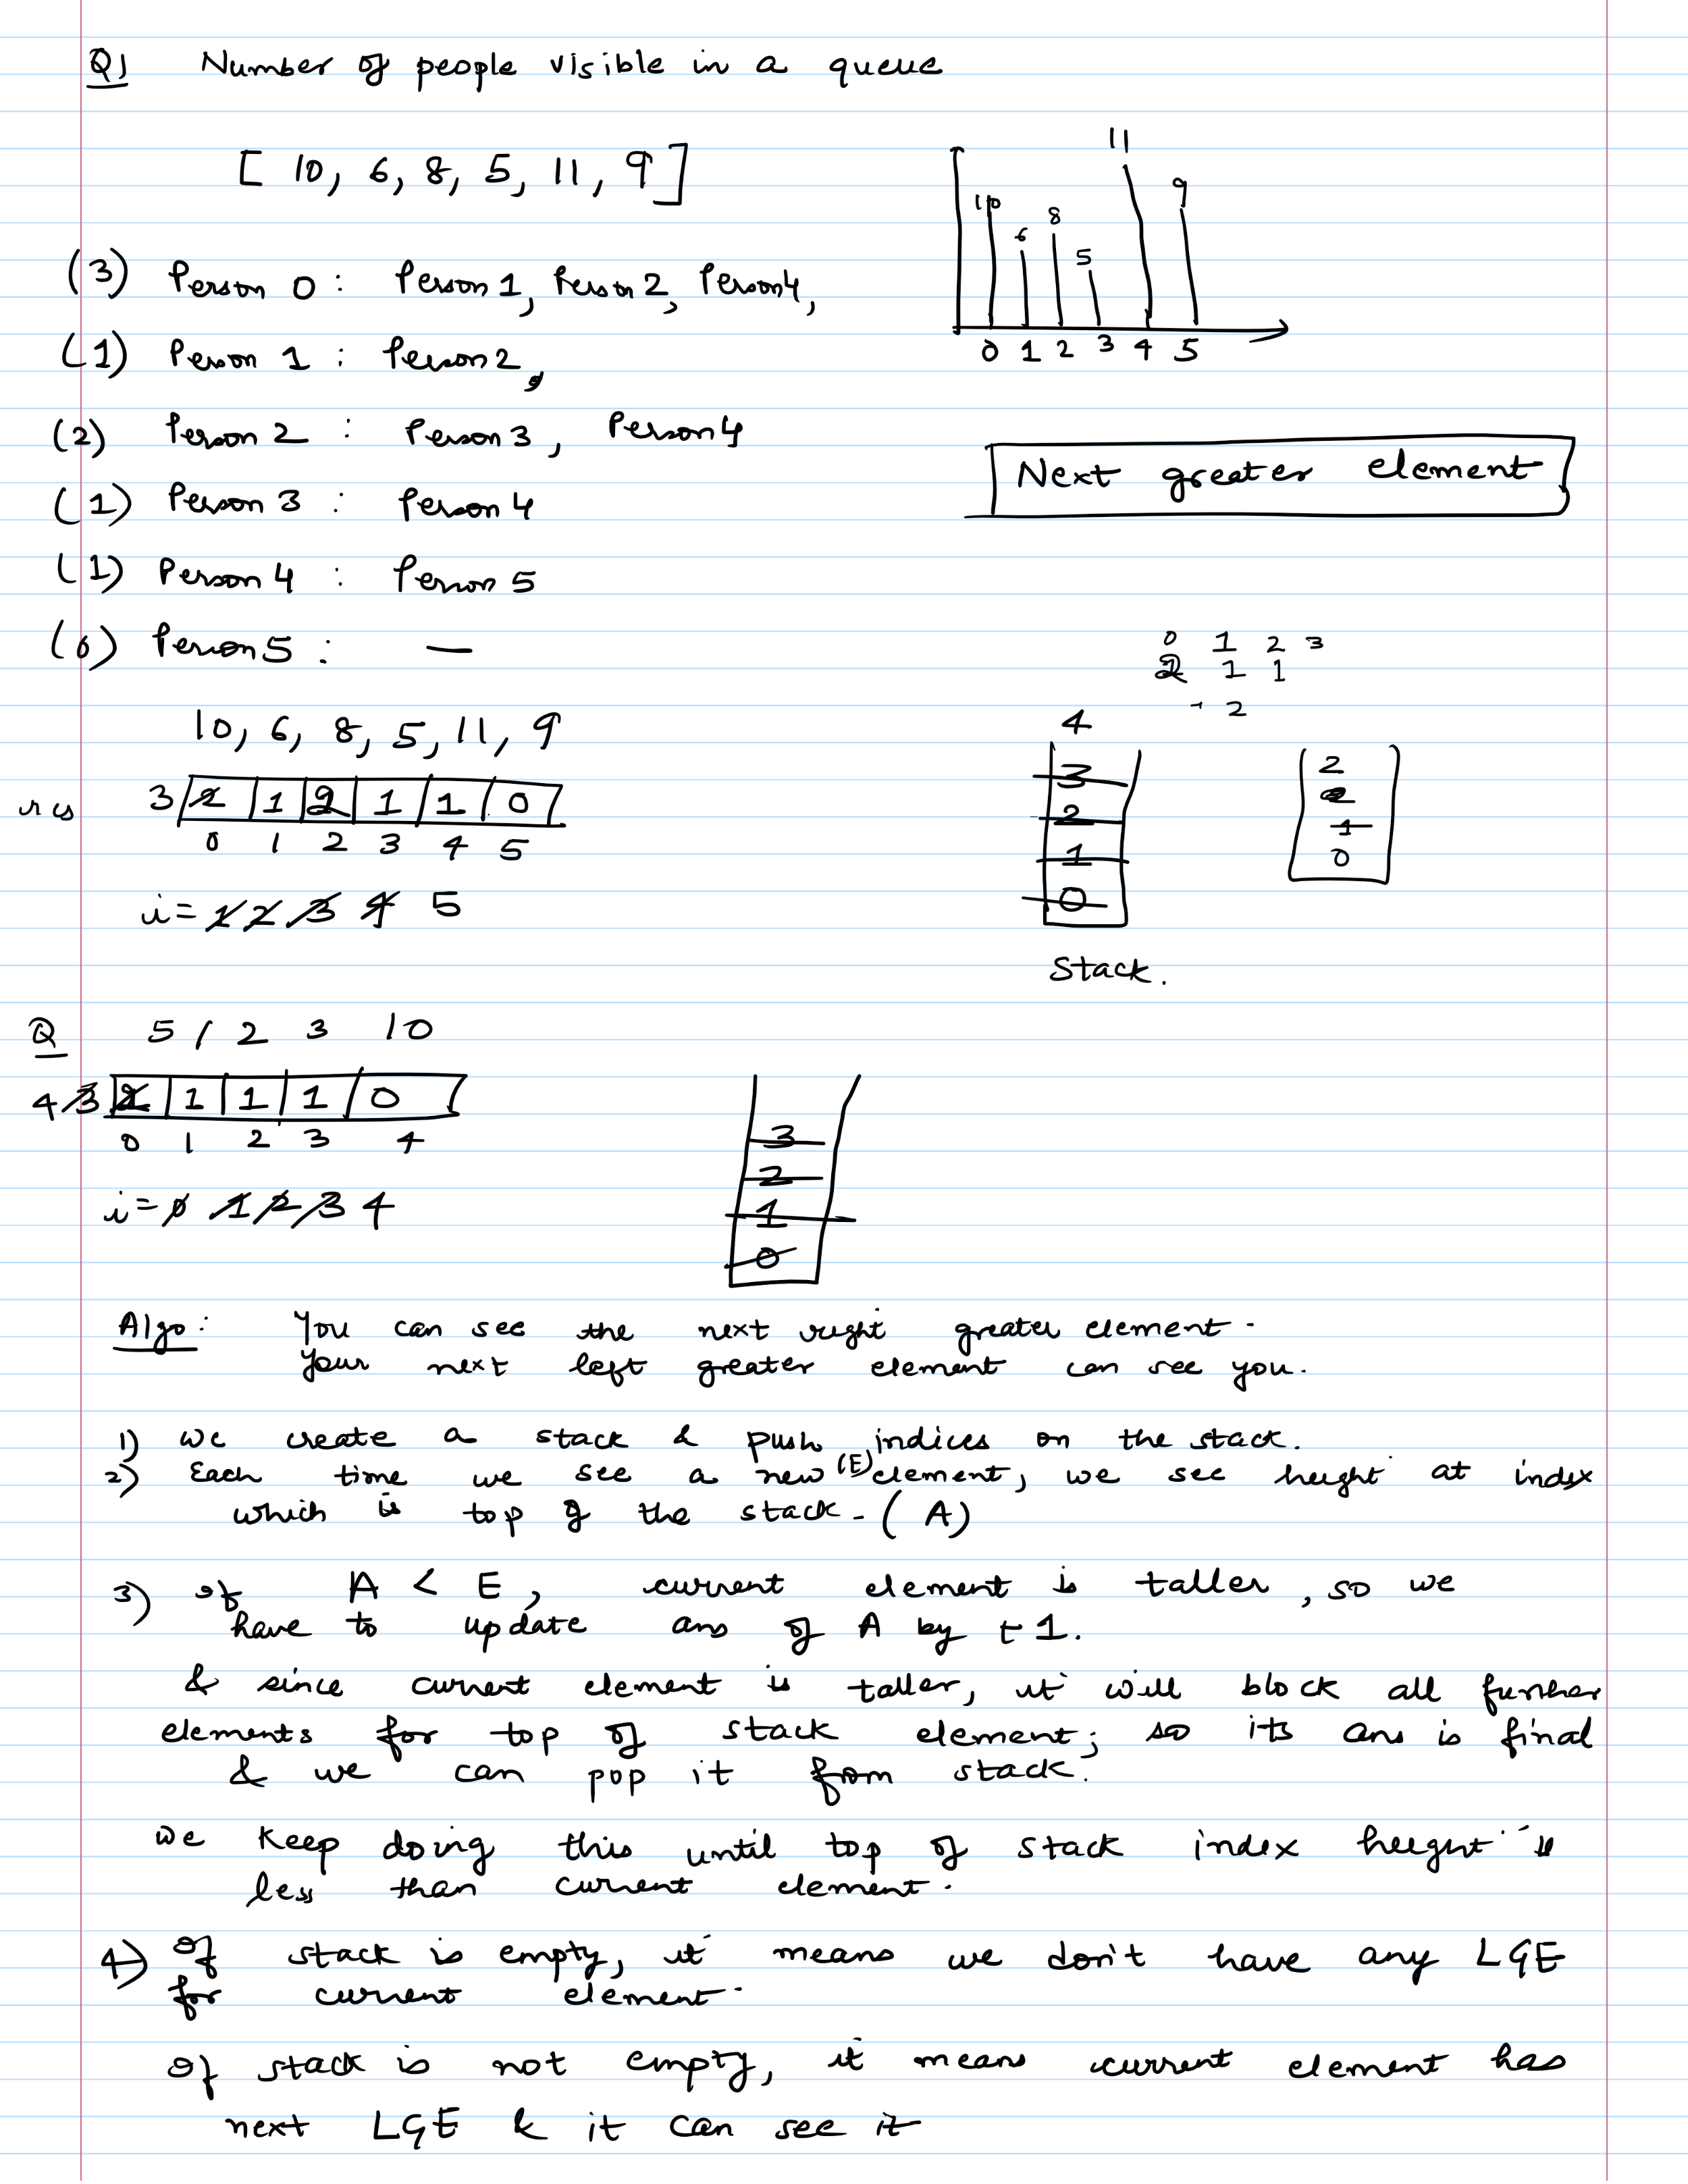 Q1 Number of people visible in a queue
[ 10, 6, 8, 5, 11, 9 ]
11
10 6 8 5 9
0 1 2 3 4 5
(3) Person 0 : Person 1, Person 2, Person 4,
(1) Person 1 : Person 2,
(2) Person 2 : Person 3, Person 4
Next greater element
(1) Person 3 : Person 4
(1) Person 4 : Person 5
(0) Person 5 : —
0 1 2 3
2 1 1
2
10, 6, 8, 5, 11, 9
res 3 2 1 2 1 1 0
0 1 2 3 4 5
i = 1 2 3 4 5
4
3
2
1
0
Stack.
2
2
1
0
Q 5 1 2 3 10
4 3 2 1 1 1 0
0 1 2 3 4
i = 0 1 2 3 4
3
2
1
0
Algo: You can see the next right greater element.
Your next left greater element can see you.
1) We create a stack & push indices on the stack.
2) Each time we see a new (E) element, we see height at index
which is top of the stack - (A)
3) If A < E, current element is taller, so we
have to update ans of A by +1.
& since current element is taller, it will block all further
elements for top of stack element; so its ans is final
& we can pop it from stack.
We keep doing this until top of stack index height is
less than current element.
4) If stack is empty, it means we don't have any LGE
for current element.
If stack is not empty, it means current element has
next LGE & it can see it